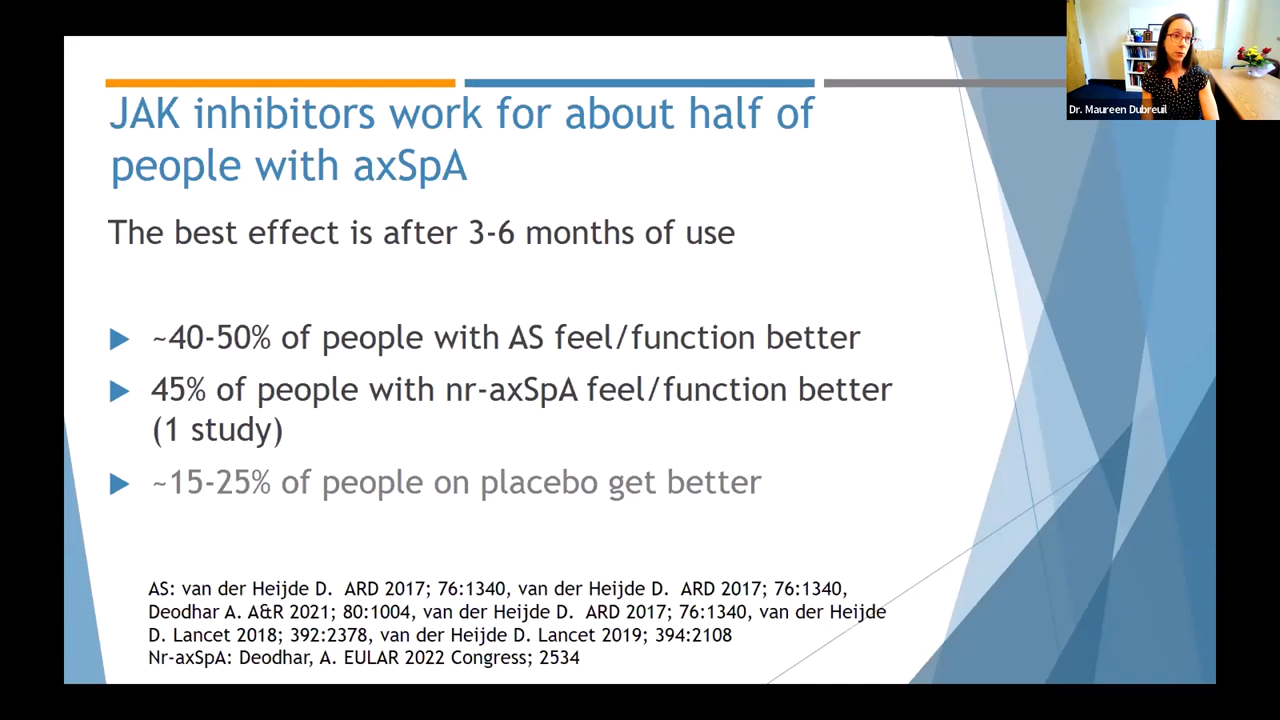 JAK inhibitors work for about half of
people with axSpA
The best effect is after 3-6 months of use
~40-50% of people with AS feel/function better
45% of people with nr-axSpA feel/function better
(1 study)
~15-25% of people on placebo get better
AS: van der Heijde D. ARD 2017; 76:1340, van der Heijde D. ARD 2017; 76:1340,
Deodhar A. A&R 2021; 80:1004, van der Heijde D. ARD 2017; 76:1340, van der Heijde
D. Lancet 2018; 392:2378, van der Heijde D. Lancet 2019; 394:2108
Nr-axSpA: Deodhar, A. EULAR 2022 Congress; 2534
Dr. Maureen Dubreuil